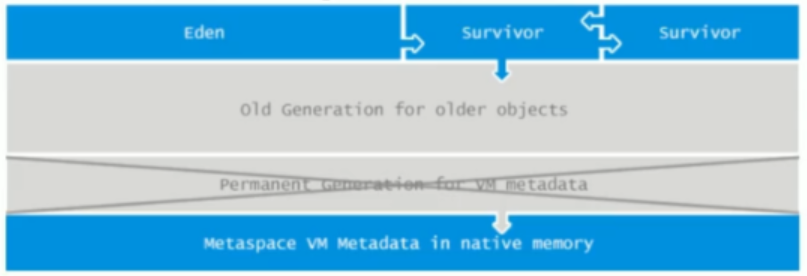 Eden
Survivor
Survivor
Old Generation for older objects
Permanent Generation for VM metadata
Metaspace VM Metadata in native memory